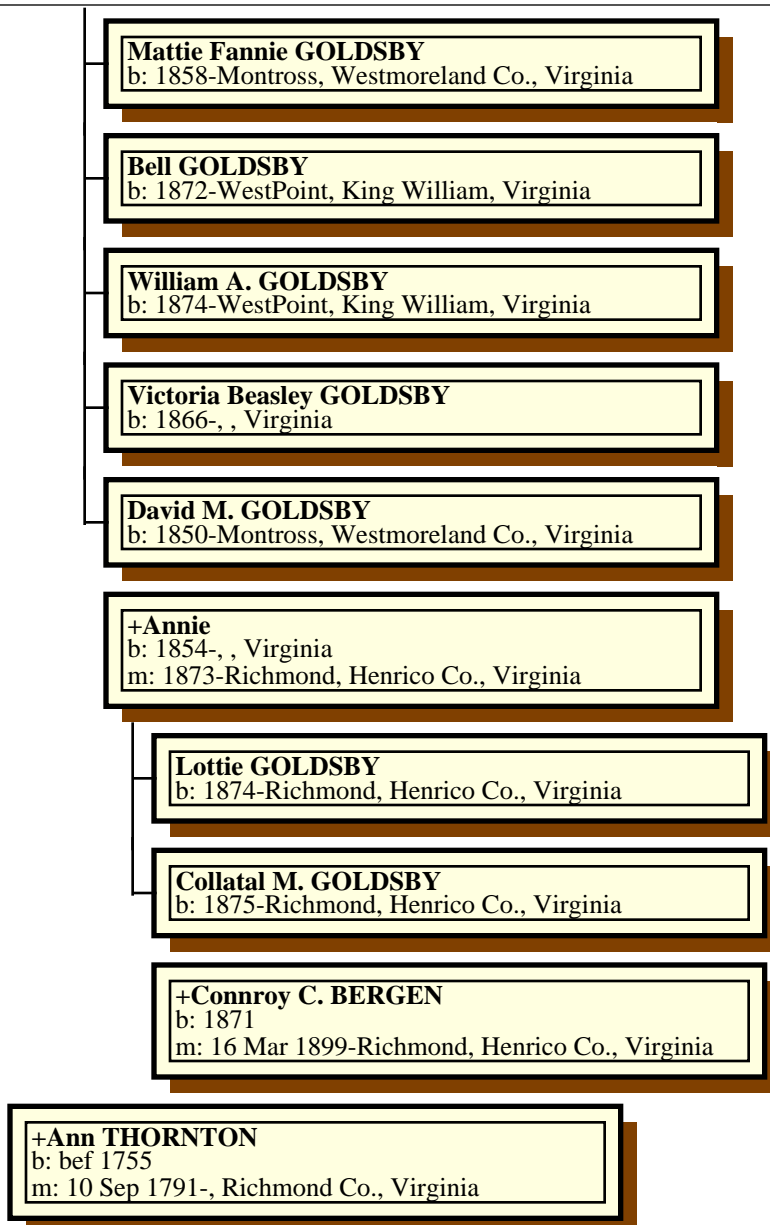 Mattie Fannie GOLDSBY
b: 1858-Montross, Westmoreland Co., Virginia
Bell GOLDSBY
b: 1872-WestPoint, King William, Virginia
William A. GOLDSBY
b: 1874-WestPoint, King William, Virginia
Victoria Beasley GOLDSBY
b: 1866-, , Virginia
David M. GOLDSBY
b: 1850-Montross, Westmoreland Co., Virginia
+Annie
b: 1854-, , Virginia
m: 1873-Richmond, Henrico Co., Virginia
Lottie GOLDSBY
b: 1874-Richmond, Henrico Co., Virginia
Collatal M. GOLDSBY
b: 1875-Richmond, Henrico Co., Virginia
+Connroy C. BERGEN
b: 1871
m: 16 Mar 1899-Richmond, Henrico Co., Virginia
+Ann THORNTON
b: bef 1755
m: 10 Sep 1791-, Richmond Co., Virginia